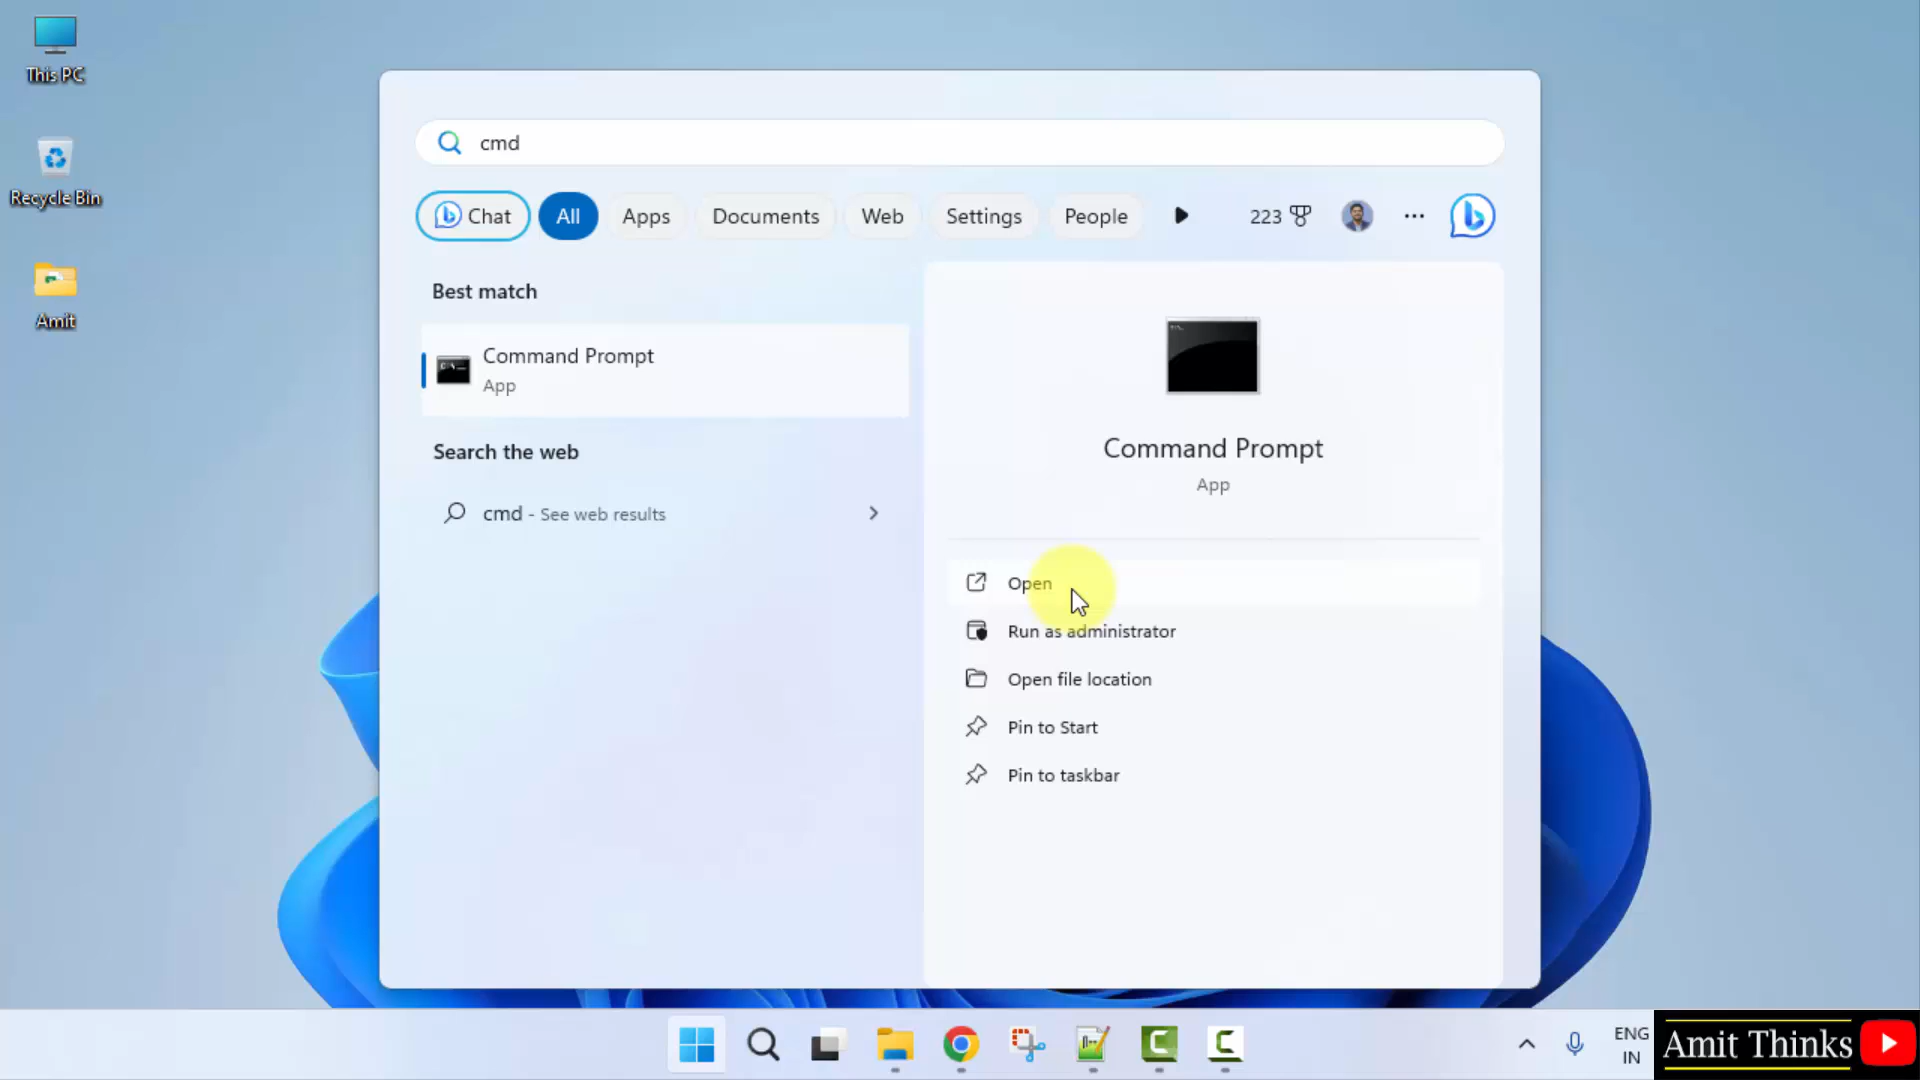 This PC
Recycle Bin
Amit
cmd
Chat
All
Apps
Documents
Web
Settings
People
223
Best match
Command Prompt
App
Search the web
cmd - See web results
Command Prompt
App
Open
Run as administrator
Open file location
Pin to Start
Pin to taskbar
ENG
IN
Amit Thinks